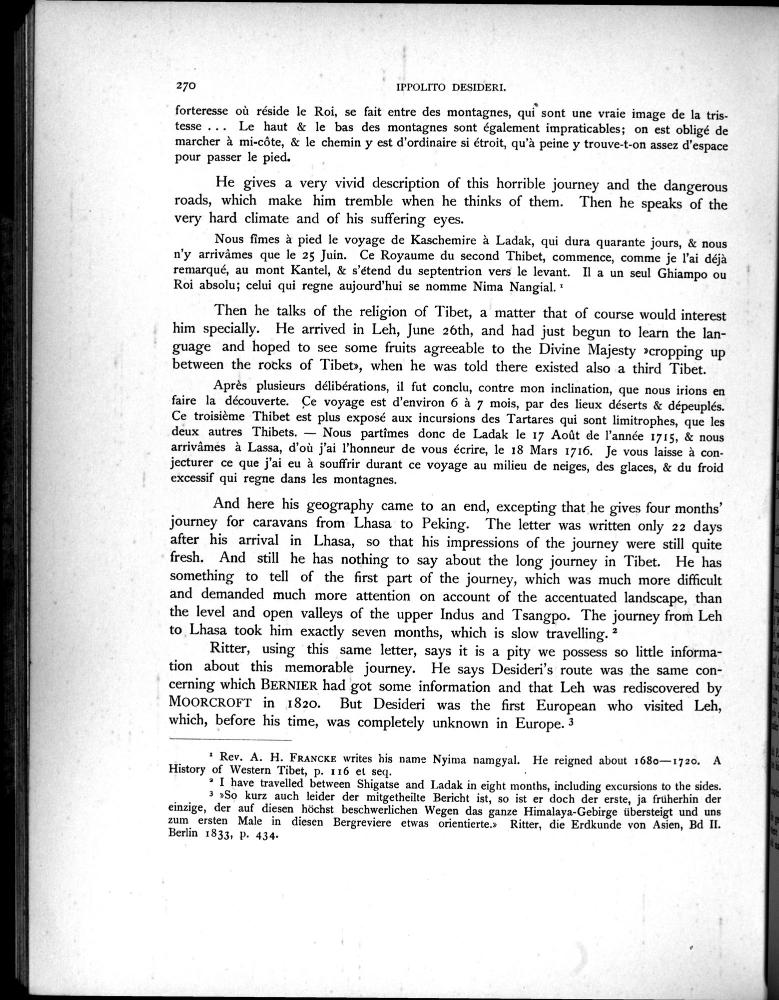 270
IPPOLITO DESIDERI.
forteresse où réside le Roi, se fait entre des montagnes, qui sont une vraie image de la tris-
tesse ... Le haut & le bas des montagnes sont également impraticables; on est obligé de
marcher à mi-côte, & le chemin y est d'ordinaire si étroit, qu'à peine y trouve-t-on assez d'espace
pour passer le pied.
He gives a very vivid description of this horrible journey and the dangerous
roads, which make him tremble when he thinks of them. Then he speaks of the
very hard climate and of his suffering eyes.
Nous fîmes à pied le voyage de Kaschemire à Ladak, qui dura quarante jours, & nous
n'y arrivâmes que le 25 Juin. Ce Royaume du second Thibet, commence, comme je l'ai déjà
remarqué, au mont Kantel, & s'étend du septentrion vers le levant. Il a un seul Ghiampo ou
Roi absolu; celui qui regne aujourd'hui se nomme Nima Nangial. ¹
Then he talks of the religion of Tibet, a matter that of course would interest
him specially. He arrived in Leh, June 26th, and had just begun to learn the lan-
guage and hoped to see some fruits agreeable to the Divine Majesty »cropping up
between the rocks of Tibet», when he was told there existed also a third Tibet.
Après plusieurs délibérations, il fut conclu, contre mon inclination, que nous irions en
faire la découverte. Ce voyage est d'environ 6 à 7 mois, par des lieux déserts & dépeuplés.
Ce troisième Thibet est plus exposé aux incursions des Tartares qui sont limitrophes, que les
deux autres Thibets. — Nous partîmes donc de Ladak le 17 Août de l'année 1715, & nous
arrivâmes à Lassa, d'où j'ai l'honneur de vous écrire, le 18 Mars 1716. Je vous laisse à con-
jecturer ce que j'ai eu à souffrir durant ce voyage au milieu de neiges, des glaces, & du froid
excessif qui regne dans les montagnes.
And here his geography came to an end, excepting that he gives four months'
journey for caravans from Lhasa to Peking. The letter was written only 22 days
after his arrival in Lhasa, so that his impressions of the journey were still quite
fresh. And still he has nothing to say about the long journey in Tibet. He has
something to tell of the first part of the journey, which was much more difficult
and demanded much more attention on account of the accentuated landscape, than
the level and open valleys of the upper Indus and Tsangpo. The journey from Leh
to Lhasa took him exactly seven months, which is slow travelling. ²
Ritter, using this same letter, says it is a pity we possess so little informa-
tion about this memorable journey. He says Desideri's route was the same con-
cerning which BERNIER had got some information and that Leh was rediscovered by
MOORCROFT in 1820. But Desideri was the first European who visited Leh,
which, before his time, was completely unknown in Europe. ³
¹ Rev. A. H. FRANCKE writes his name Nyima namgyal. He reigned about 1680—1720. A
History of Western Tibet, p. 116 et seq.
² I have travelled between Shigatse and Ladak in eight months, including excursions to the sides.
³ »So kurz auch leider der mitgetheilte Bericht ist, so ist er doch der erste, ja früherhin der
einzige, der auf diesen höchst beschwerlichen Wegen das ganze Himalaya-Gebirge übersteigt und uns
zum ersten Male in diesen Bergreviere etwas orientierte.» Ritter, die Erdkunde von Asien, Bd II.
Berlin 1833, p. 434.